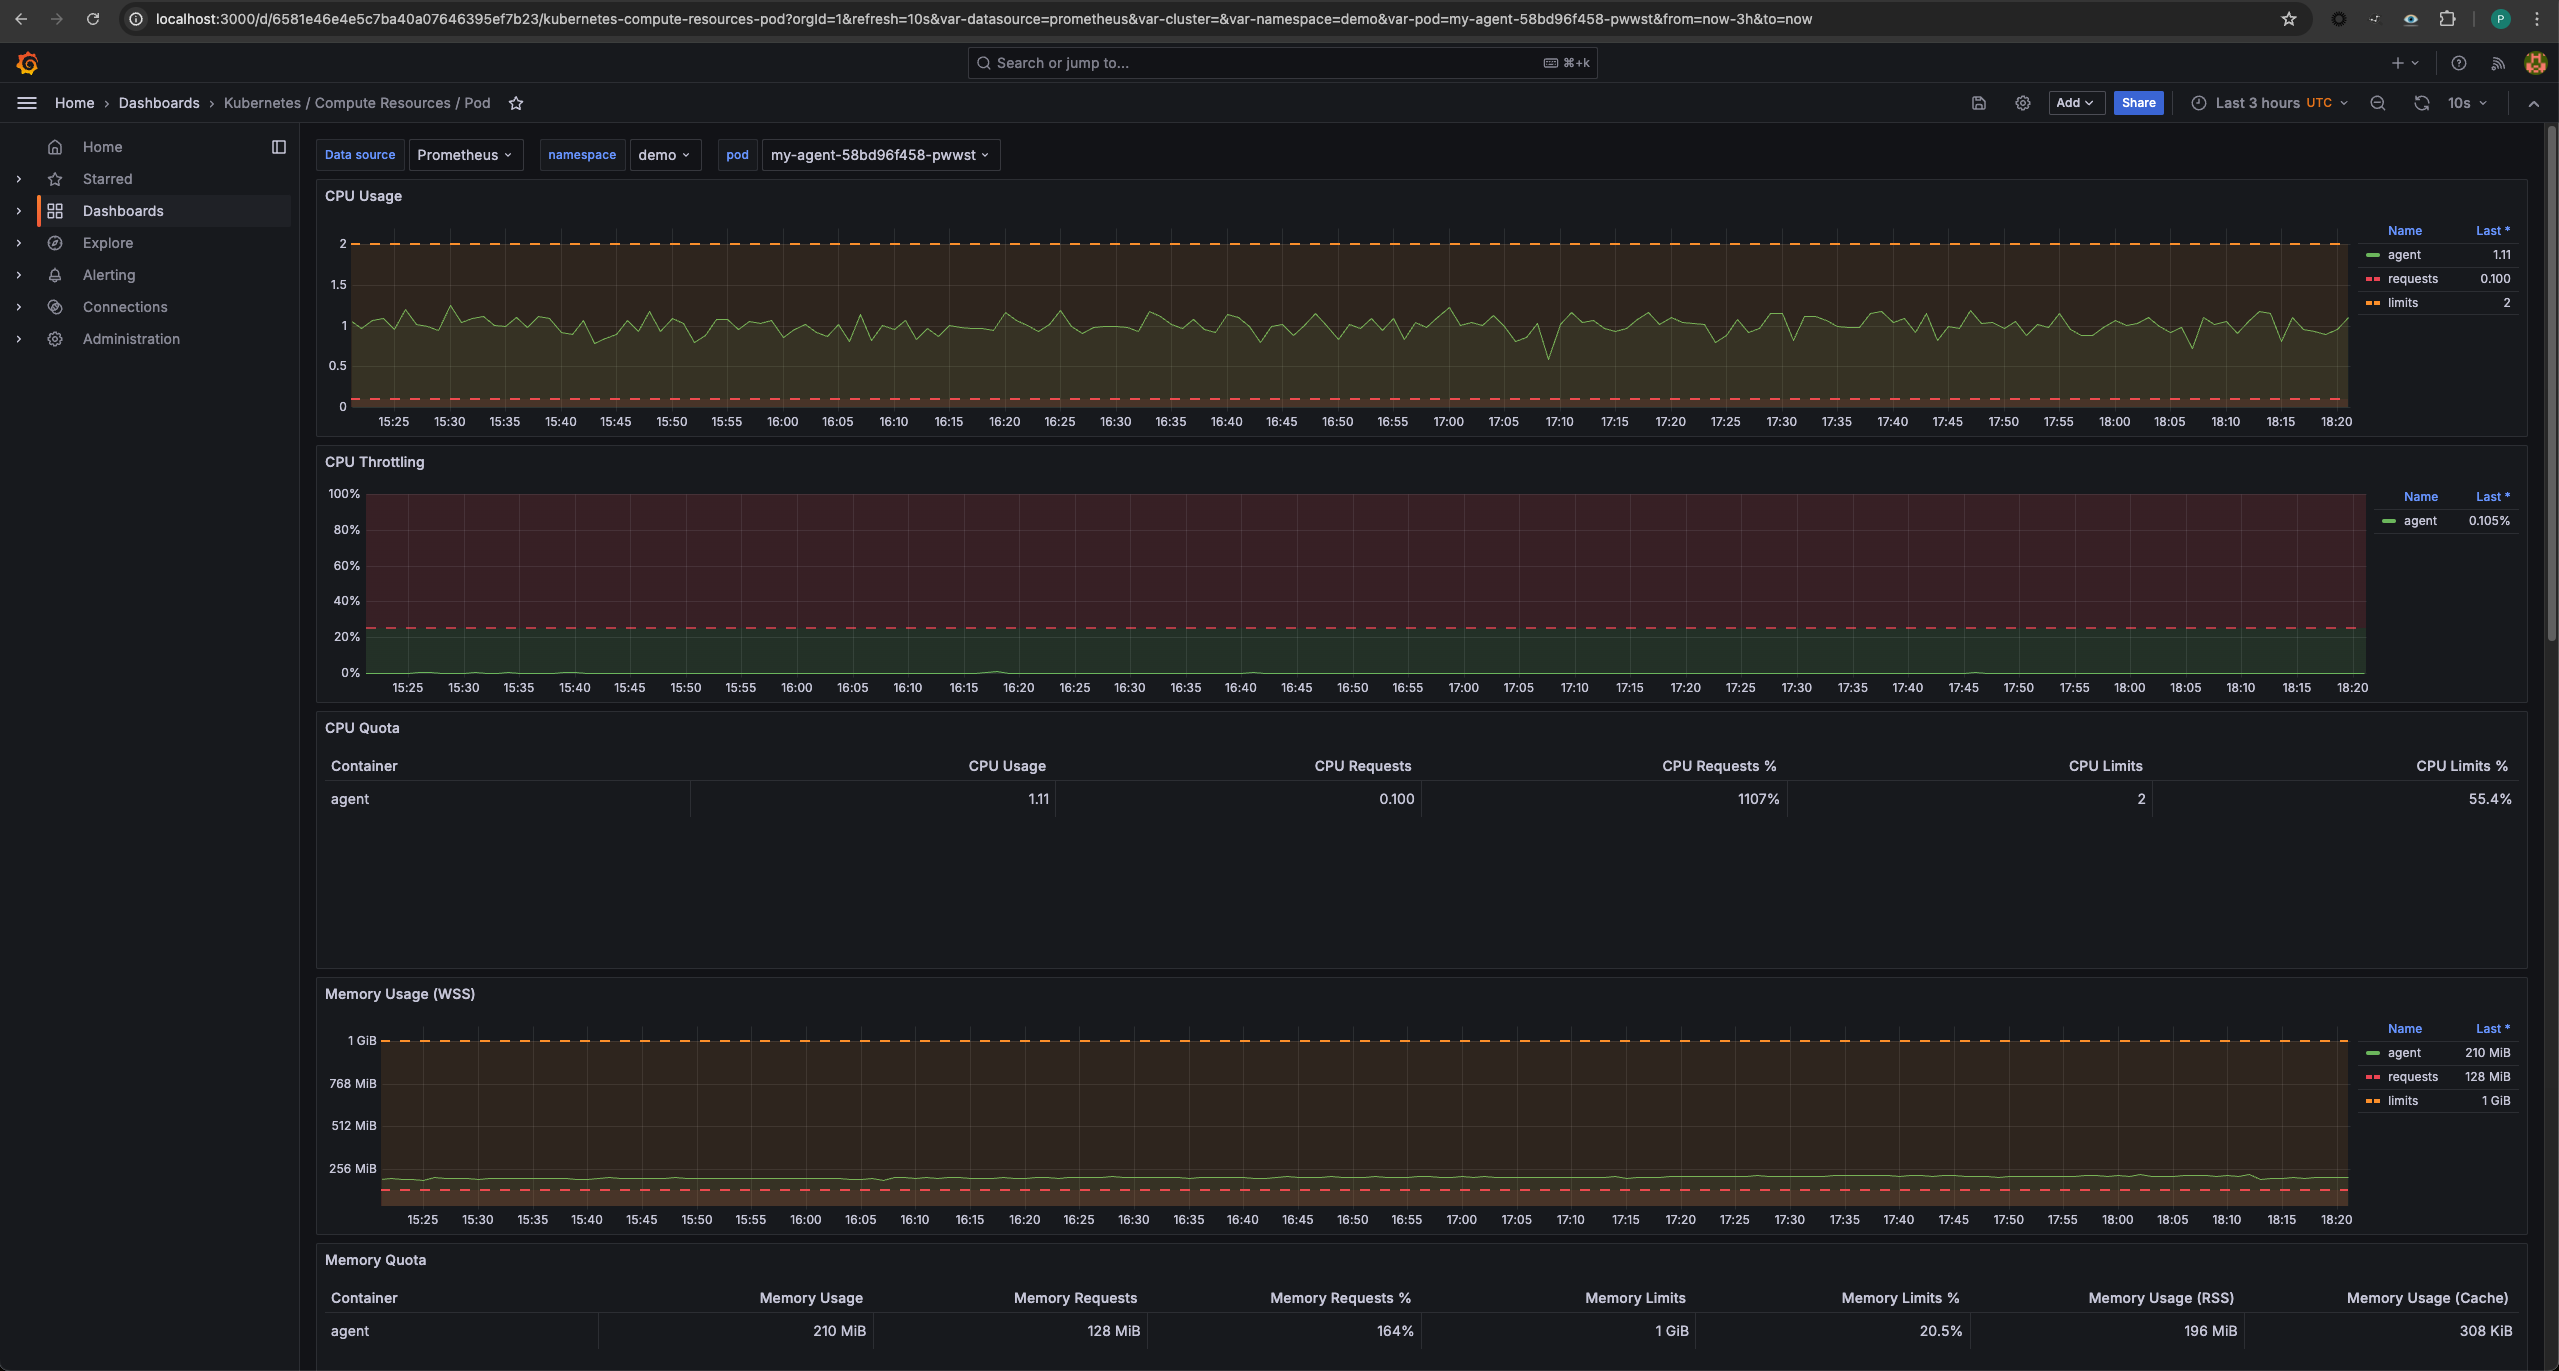 localhost:3000/d/6581e46e4e5c7ba40a07646395ef7b23/kubernetes-compute-resources-pod?orgId=1&refresh=10s&var-datasource=prometheus&var-cluster=&var-namespace=demo&var-pod=my-agent-58bd96f458-pwwst&from=now-3h&to=now
P
Search or jump to... ⌘+k
Home › Dashboards › Kubernetes / Compute Resources / Pod
Add Share Last 3 hours UTC 10s
Home
Starred
Dashboards
Explore
Alerting
Connections
Administration
Data source Prometheus namespace demo pod my-agent-58bd96f458-pwwst
CPU Usage
2
1.5
1
0.5
0
15:25 15:30 15:35 15:40 15:45 15:50 15:55 16:00 16:05 16:10 16:15 16:20 16:25 16:30 16:35 16:40 16:45 16:50 16:55 17:00 17:05 17:10 17:15 17:20 17:25 17:30 17:35 17:40 17:45 17:50 17:55 18:00 18:05 18:10 18:15 18:20
Name Last *
agent 1.11
requests 0.100
limits 2
CPU Throttling
100%
80%
60%
40%
20%
0%
15:25 15:30 15:35 15:40 15:45 15:50 15:55 16:00 16:05 16:10 16:15 16:20 16:25 16:30 16:35 16:40 16:45 16:50 16:55 17:00 17:05 17:10 17:15 17:20 17:25 17:30 17:35 17:40 17:45 17:50 17:55 18:00 18:05 18:10 18:15 18:20
Name Last *
agent 0.105%
CPU Quota
Container CPU Usage CPU Requests CPU Requests % CPU Limits CPU Limits %
agent 1.11 0.100 1107% 2 55.4%
Memory Usage (WSS)
1 GiB
768 MiB
512 MiB
256 MiB
15:25 15:30 15:35 15:40 15:45 15:50 15:55 16:00 16:05 16:10 16:15 16:20 16:25 16:30 16:35 16:40 16:45 16:50 16:55 17:00 17:05 17:10 17:15 17:20 17:25 17:30 17:35 17:40 17:45 17:50 17:55 18:00 18:05 18:10 18:15 18:20
Name Last *
agent 210 MiB
requests 128 MiB
limits 1 GiB
Memory Quota
Container Memory Usage Memory Requests Memory Requests % Memory Limits Memory Limits % Memory Usage (RSS) Memory Usage (Cache)
agent 210 MiB 128 MiB 164% 1 GiB 20.5% 196 MiB 308 KiB